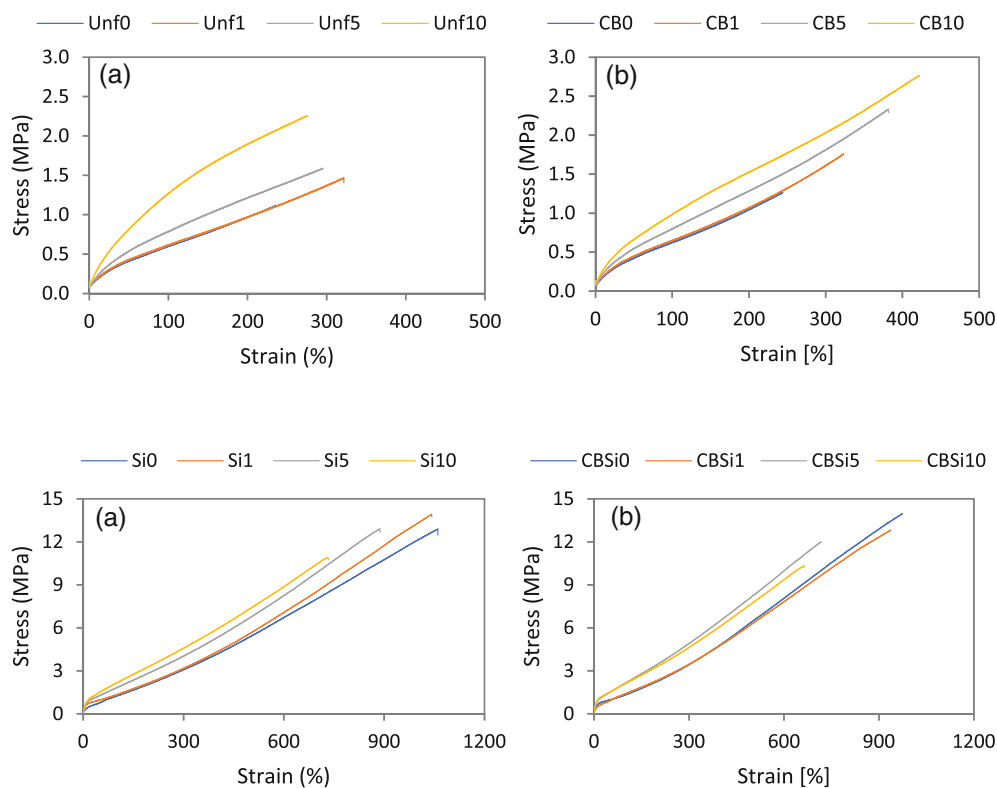 Unf0 Unf1 Unf5 Unf10
(a)
3.0
2.5
2.0
1.5
1.0
0.5
0.0
Stress (MPa)
0 100 200 300 400 500
Strain (%)
CB0 CB1 CB5 CB10
(b)
3.0
2.5
2.0
1.5
1.0
0.5
0.0
Stress (MPa)
0 100 200 300 400 500
Strain [%]
Si0 Si1 Si5 Si10
(a)
15
12
9
6
3
0
Stress (MPa)
0 300 600 900 1200
Strain (%)
CBSi0 CBSi1 CBSi5 CBSi10
(b)
15
12
9
6
3
0
Stress (MPa)
0 300 600 900 1200
Strain [%]